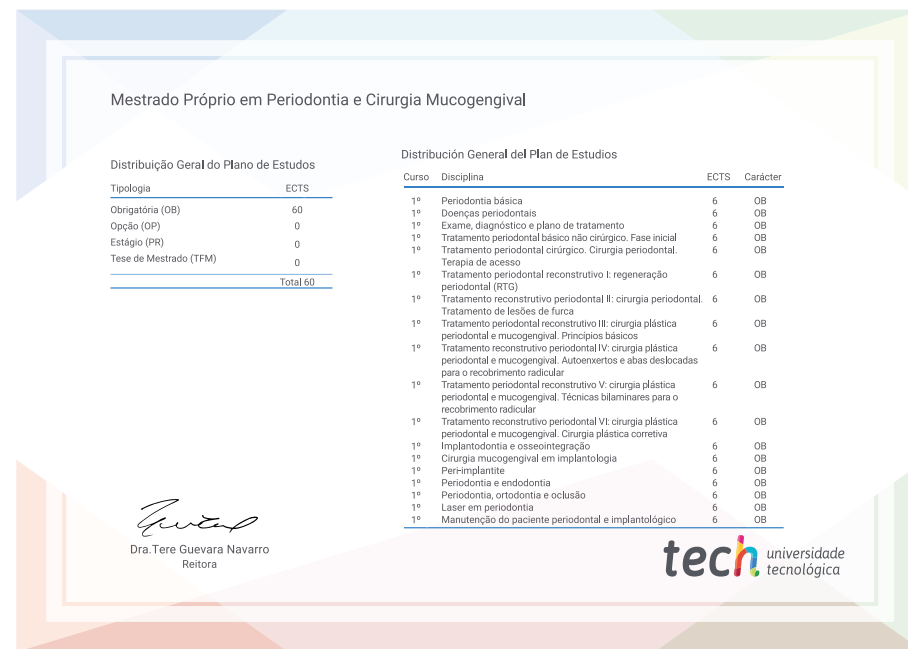 Mestrado Próprio em Periodontia e Cirurgia Mucogengival
Distribuição Geral do Plano de Estudos
Tipologia ECTS
Obrigatória (OB) 60
Opção (OP) 0
Estágio (PR) 0
Tese de Mestrado (TFM) 0
Total 60
Distribución General del Plan de Estudios
Curso Disciplina ECTS Carácter
1º Periodontia básica 6 OB
1º Doenças periodontais 6 OB
1º Exame, diagnóstico e plano de tratamento 6 OB
1º Tratamento periodontal básico não cirúrgico. Fase inicial 6 OB
1º Tratamento periodontal cirúrgico. Cirurgia periodontal. 6 OB
Terapia de acesso
1º Tratamento periodontal reconstrutivo I: regeneração 6 OB
periodontal (RTG)
1º Tratamento reconstrutivo periodontal II: cirurgia periodontal. 6 OB
Tratamento de lesões de furca
1º Tratamento periodontal reconstrutivo III: cirurgia plástica 6 OB
periodontal e mucogengival. Princípios básicos
1º Tratamento reconstrutivo periodontal IV: cirurgia plástica 6 OB
periodontal e mucogengival. Autoenxertos e abas deslocadas
para o recobrimento radicular
1º Tratamento periodontal reconstrutivo V: cirurgia plástica 6 OB
periodontal e mucogengival. Técnicas bilaminares para o
recobrimento radicular
1º Tratamento reconstrutivo periodontal VI: cirurgia plástica 6 OB
periodontal e mucogengival. Cirurgia plástica corretiva
1º Implantodontia e osseointegração 6 OB
1º Cirurgia mucogengival em implantologia 6 OB
1º Peri-implantite 6 OB
1º Periodontia e endodontia 6 OB
1º Periodontia, ortodontia e oclusão 6 OB
1º Laser em periodontia 6 OB
1º Manutenção do paciente periodontal e implantológico 6 OB
Dra.Tere Guevara Navarro
Reitora
tech universidade
tecnológica